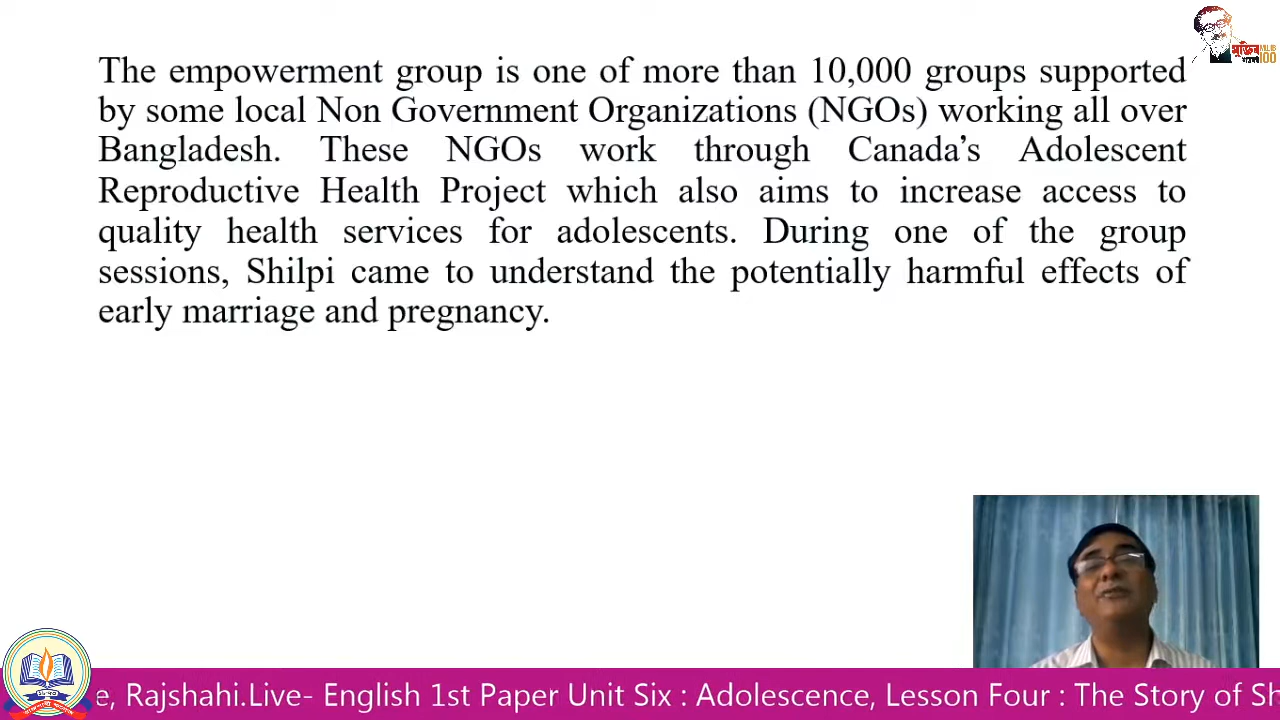 মুজিব MUJIB
শতবর্ষ 100
The empowerment group is one of more than 10,000 groups supported
by some local Non Government Organizations (NGOs) working all over
Bangladesh. These NGOs work through Canada’s Adolescent
Reproductive Health Project which also aims to increase access to
quality health services for adolescents. During one of the group
sessions, Shilpi came to understand the potentially harmful effects of
early marriage and pregnancy.
e, Rajshahi.Live- English 1st Paper Unit Six : Adolescence, Lesson Four : The Story of Sh